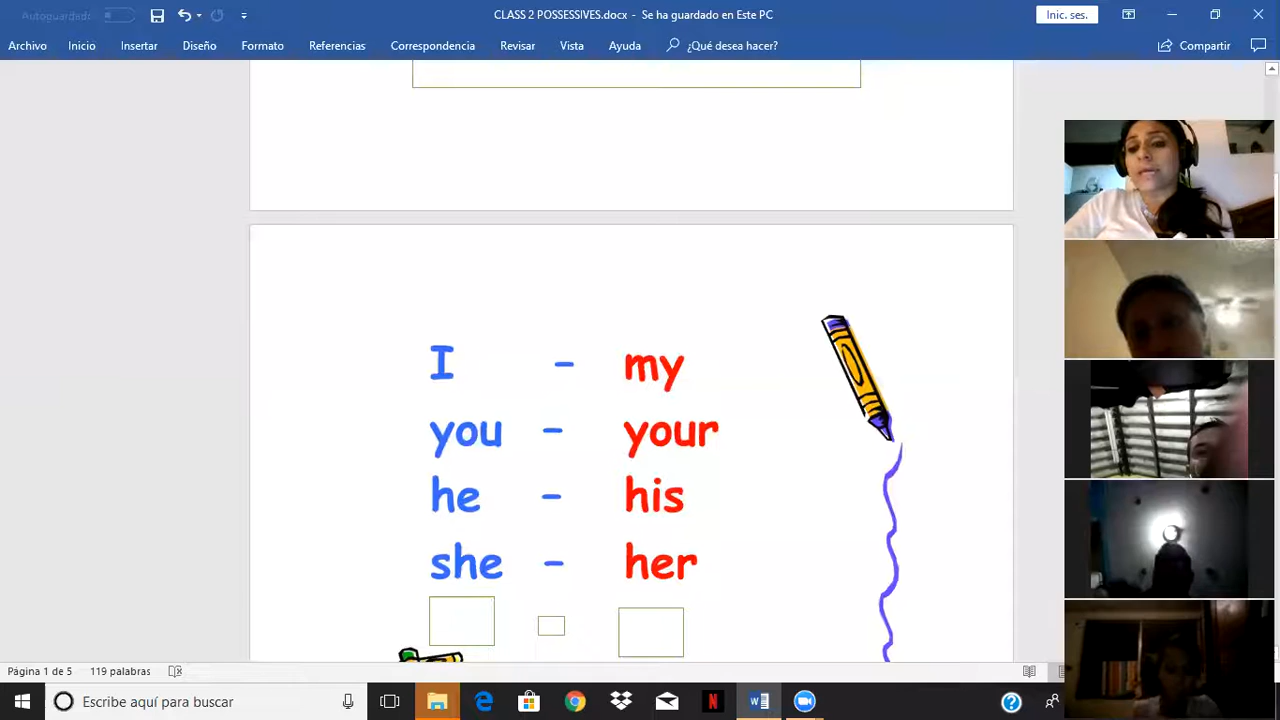 Autoguardado
CLASS 2 POSSESSIVES.docx - Se ha guardado en Este PC
Inic. ses.
Archivo Inicio Insertar Diseño Formato Referencias Correspondencia Revisar Vista Ayuda ¿Qué desea hacer? Compartir
I - my
you - your
he - his
she - her
Página 1 de 5 119 palabras
Escribe aquí para buscar